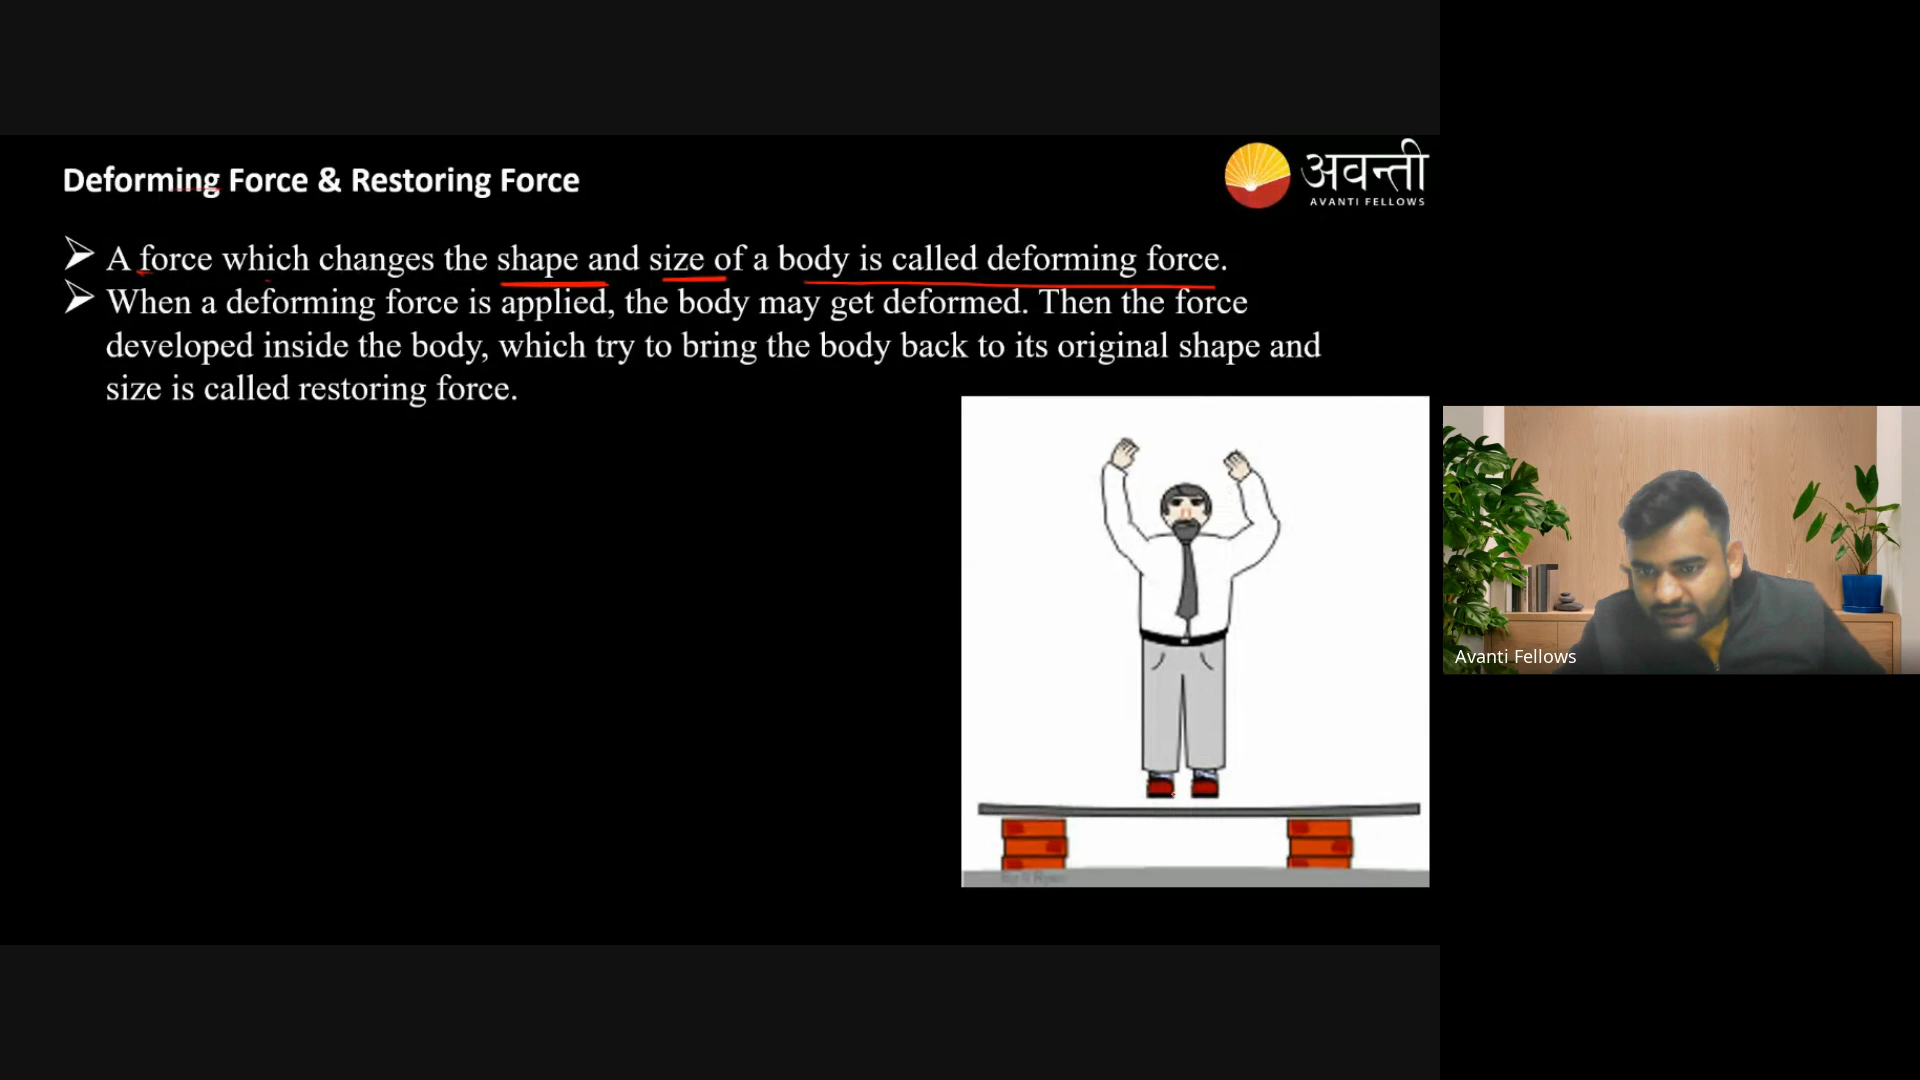 Deforming Force & Restoring Force
अवन्ती
AVANTI FELLOWS
➢ A force which changes the shape and size of a body is called deforming force.
➢ When a deforming force is applied, the body may get deformed. Then the force
developed inside the body, which try to bring the body back to its original shape and
size is called restoring force.
Avanti Fellows